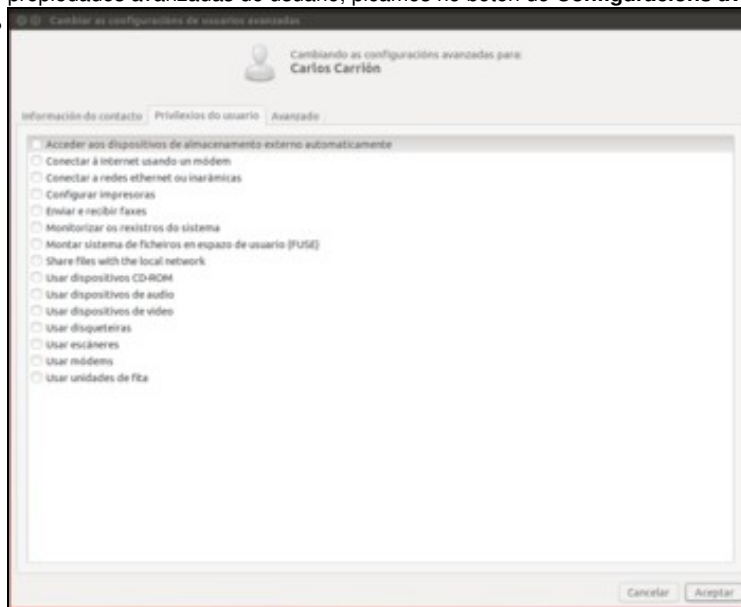 propiedades avanzadas do usuario, picamos no botón de Configuracións av
Cambiar as configuracións de usuarios avanzadas
Cambiando as configuracións avanzadas para:
Carlos Carrión
Información do contacto Privilexios do usuario Avanzado
Acceder aos dispositivos de almacenamento externo automaticamente
Conectar á Internet usando un módem
Conectar a redes ethernet ou inarámicas
Configurar impresoras
Enviar e recibir faxes
Monitorizar os rexistros do sistema
Montar sistema de ficheiros en espazo de usuario (FUSE)
Share files with the local network
Usar dispositivos CD-ROM
Usar dispositivos de audio
Usar dispositivos de video
Usar disqueteiras
Usar escáneres
Usar módems
Usar unidades de fita
Cancelar Aceptar